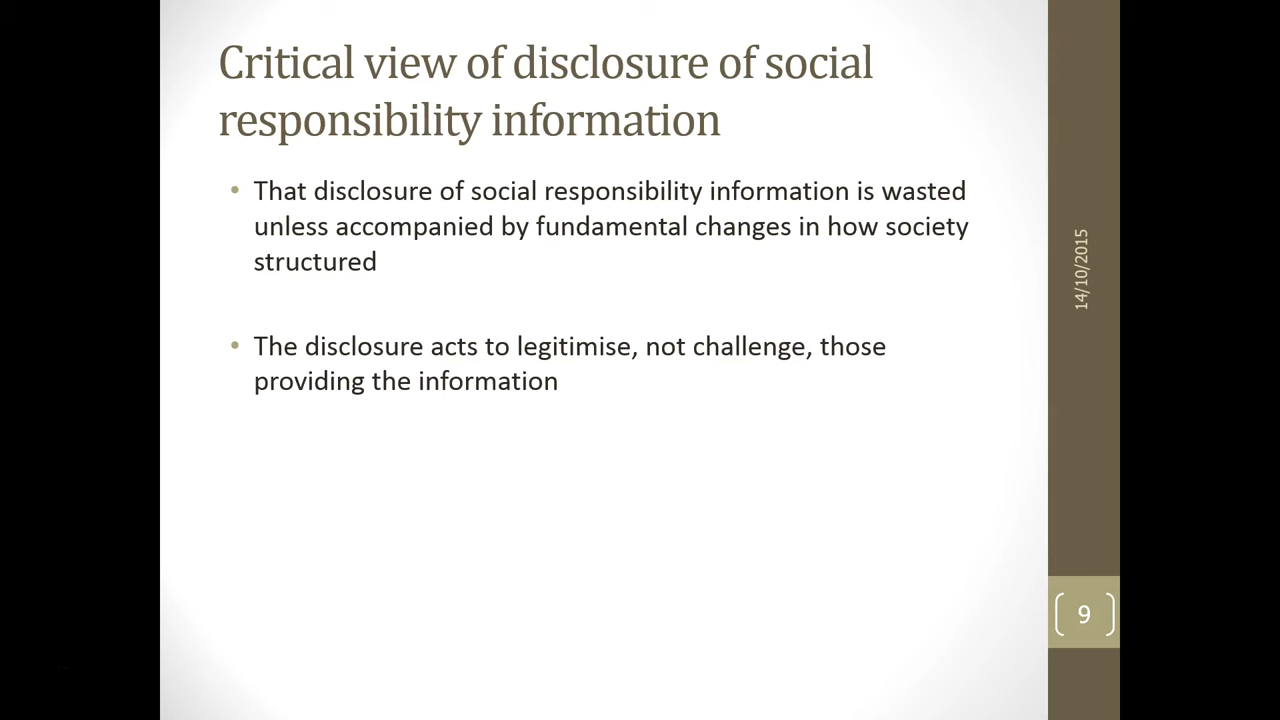 Critical view of disclosure of social
responsibility information
• That disclosure of social responsibility information is wasted
unless accompanied by fundamental changes in how society
structured
• The disclosure acts to legitimise, not challenge, those
providing the information
14/10/2015
9